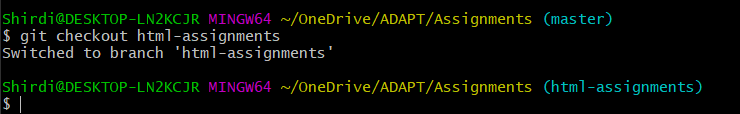 Shirdi@DESKTOP-LN2KCJR MINGW64 ~/OneDrive/ADAPT/Assignments (master)
$ git checkout html-assignments
Switched to branch 'html-assignments'
Shirdi@DESKTOP-LN2KCJR MINGW64 ~/OneDrive/ADAPT/Assignments (html-assignments)
$